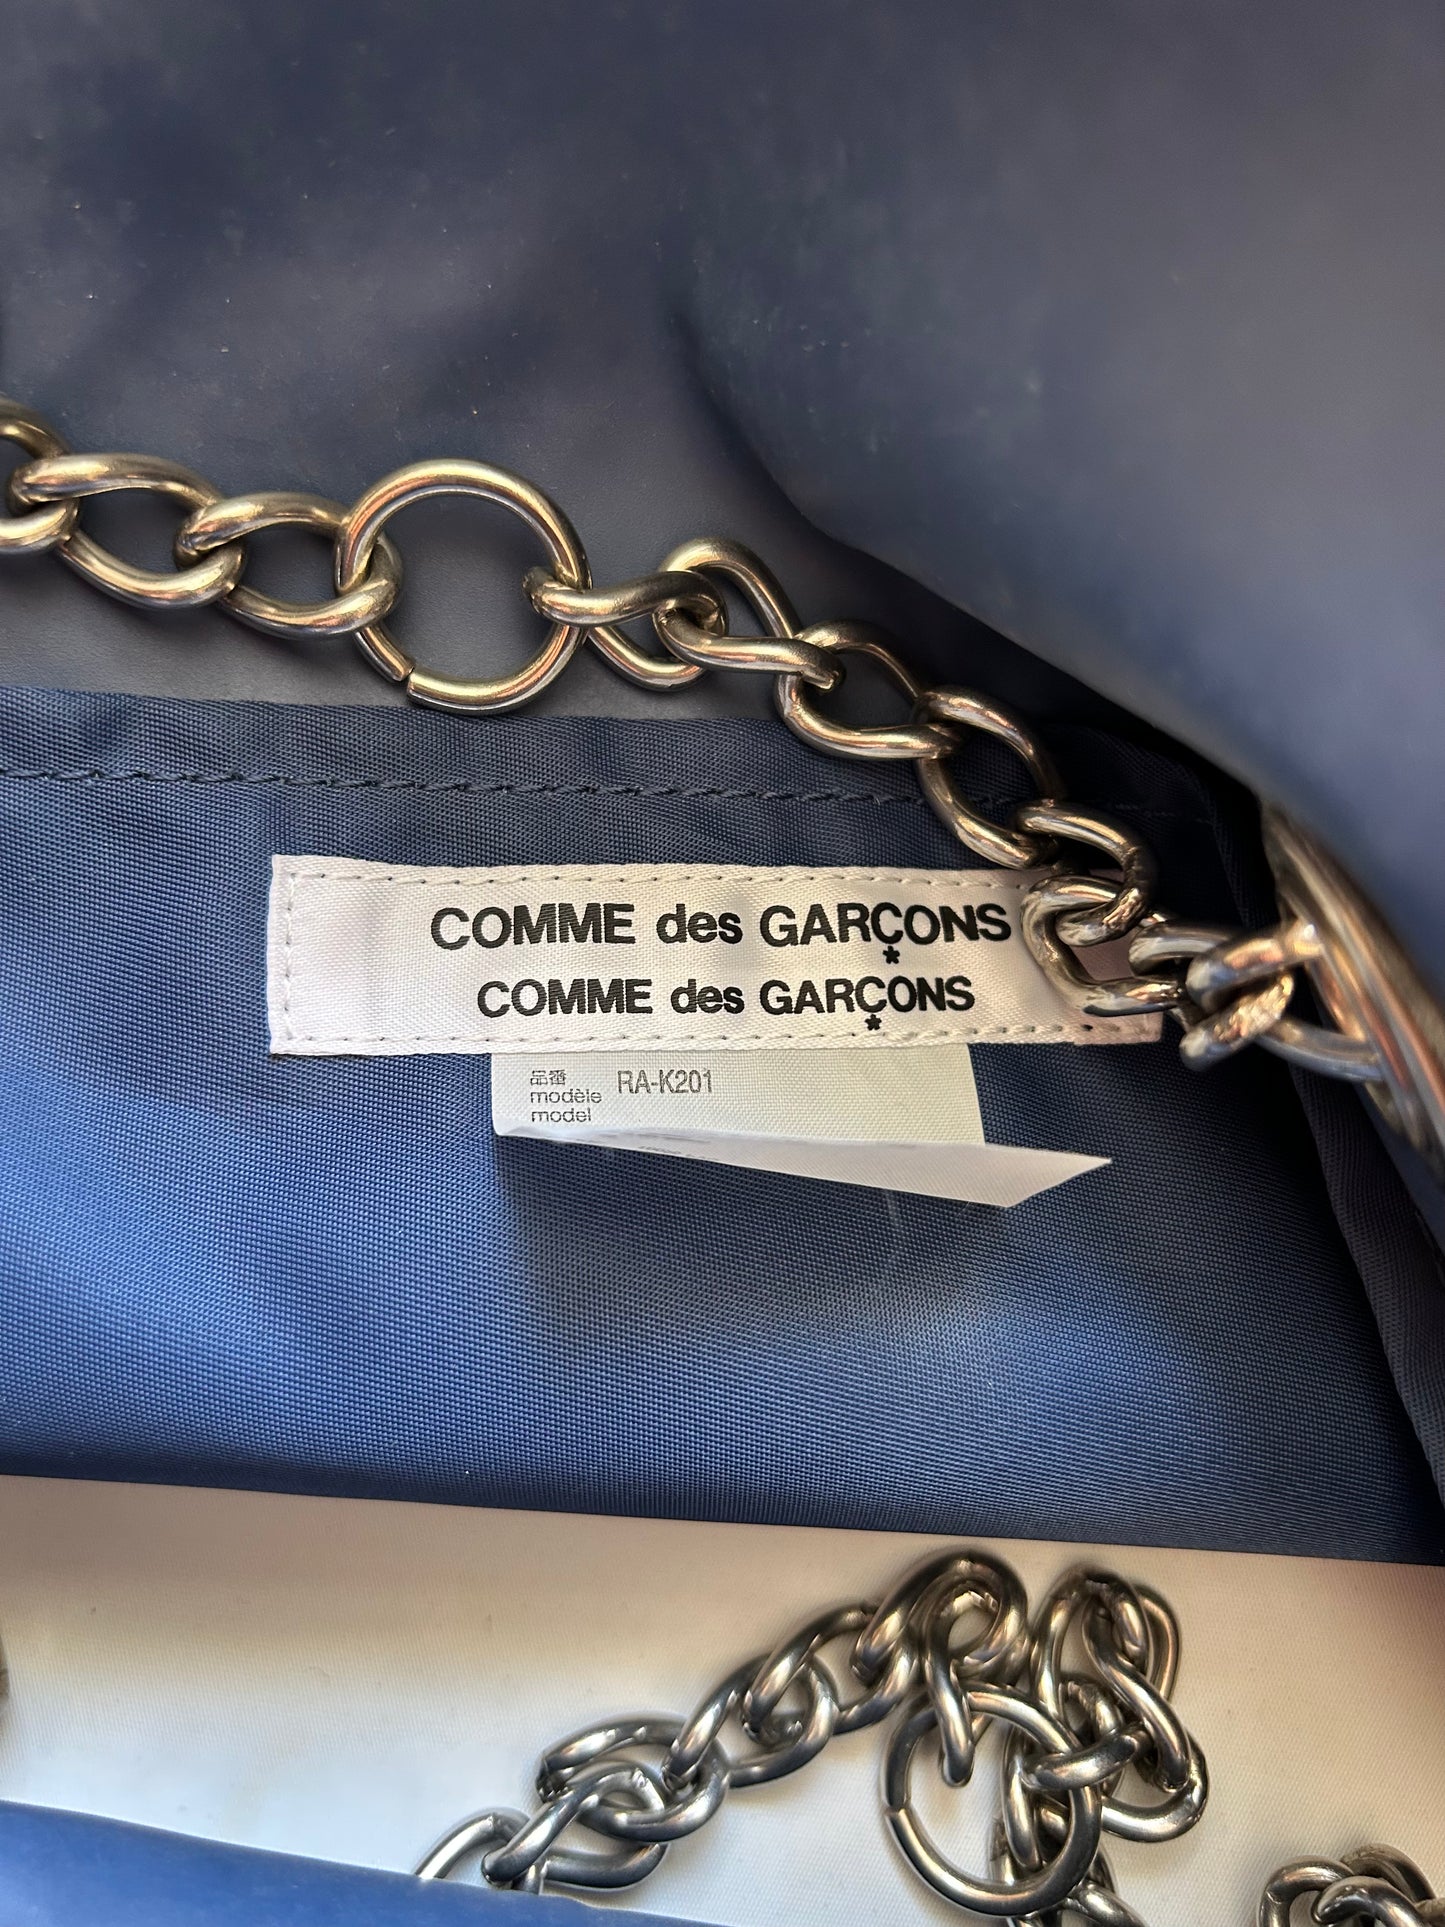 COMME des GARÇONS
COMME des GARÇONS
品番
modèle RA-K201
model